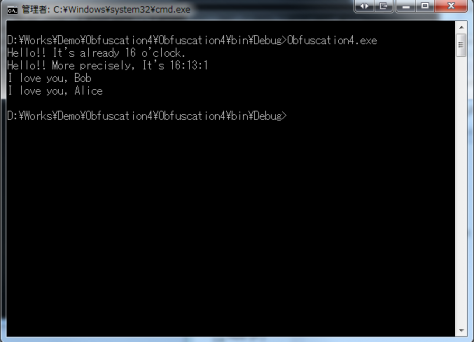 管理者: C:¥Windows¥system32¥cmd.exe
D:¥Works¥Demo¥Obfuscation4¥Obfuscation4¥bin¥Debug>Obfuscation4.exe
Hello!! It's already 16 o'clock.
Hello!! More precisely, It's 16:13:1
I love you, Bob
I love you, Alice
D:¥Works¥Demo¥Obfuscation4¥Obfuscation4¥bin¥Debug>